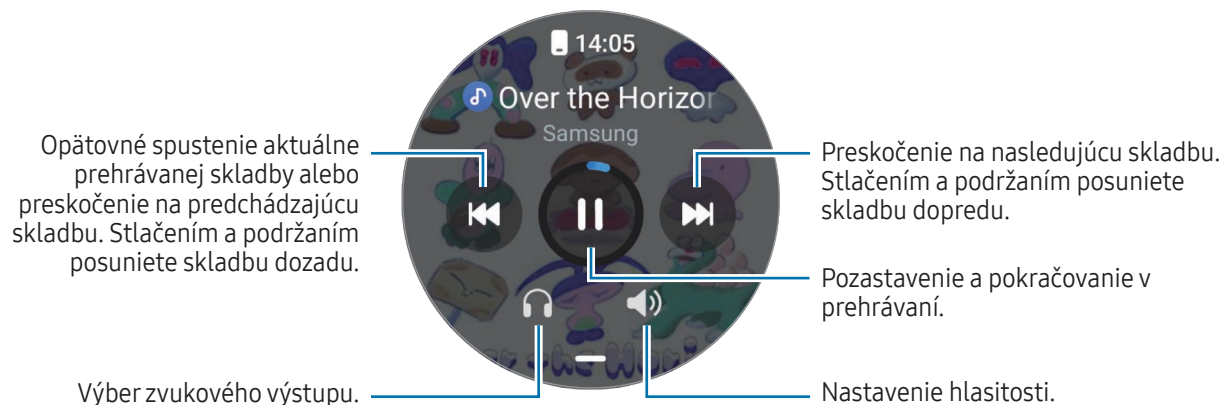 14:05
Over the Horizon
Samsung
Opätovné spustenie aktuálne
prehrávanej skladby alebo
preskočenie na predchádzajúcu
skladbu. Stlačením a podržaním
posuniete skladbu dozadu.
Preskočenie na nasledujúcu skladbu.
Stlačením a podržaním posuniete
skladbu dopredu.
Pozastavenie a pokračovanie v
prehrávaní.
Výber zvukového výstupu.
Nastavenie hlasitosti.